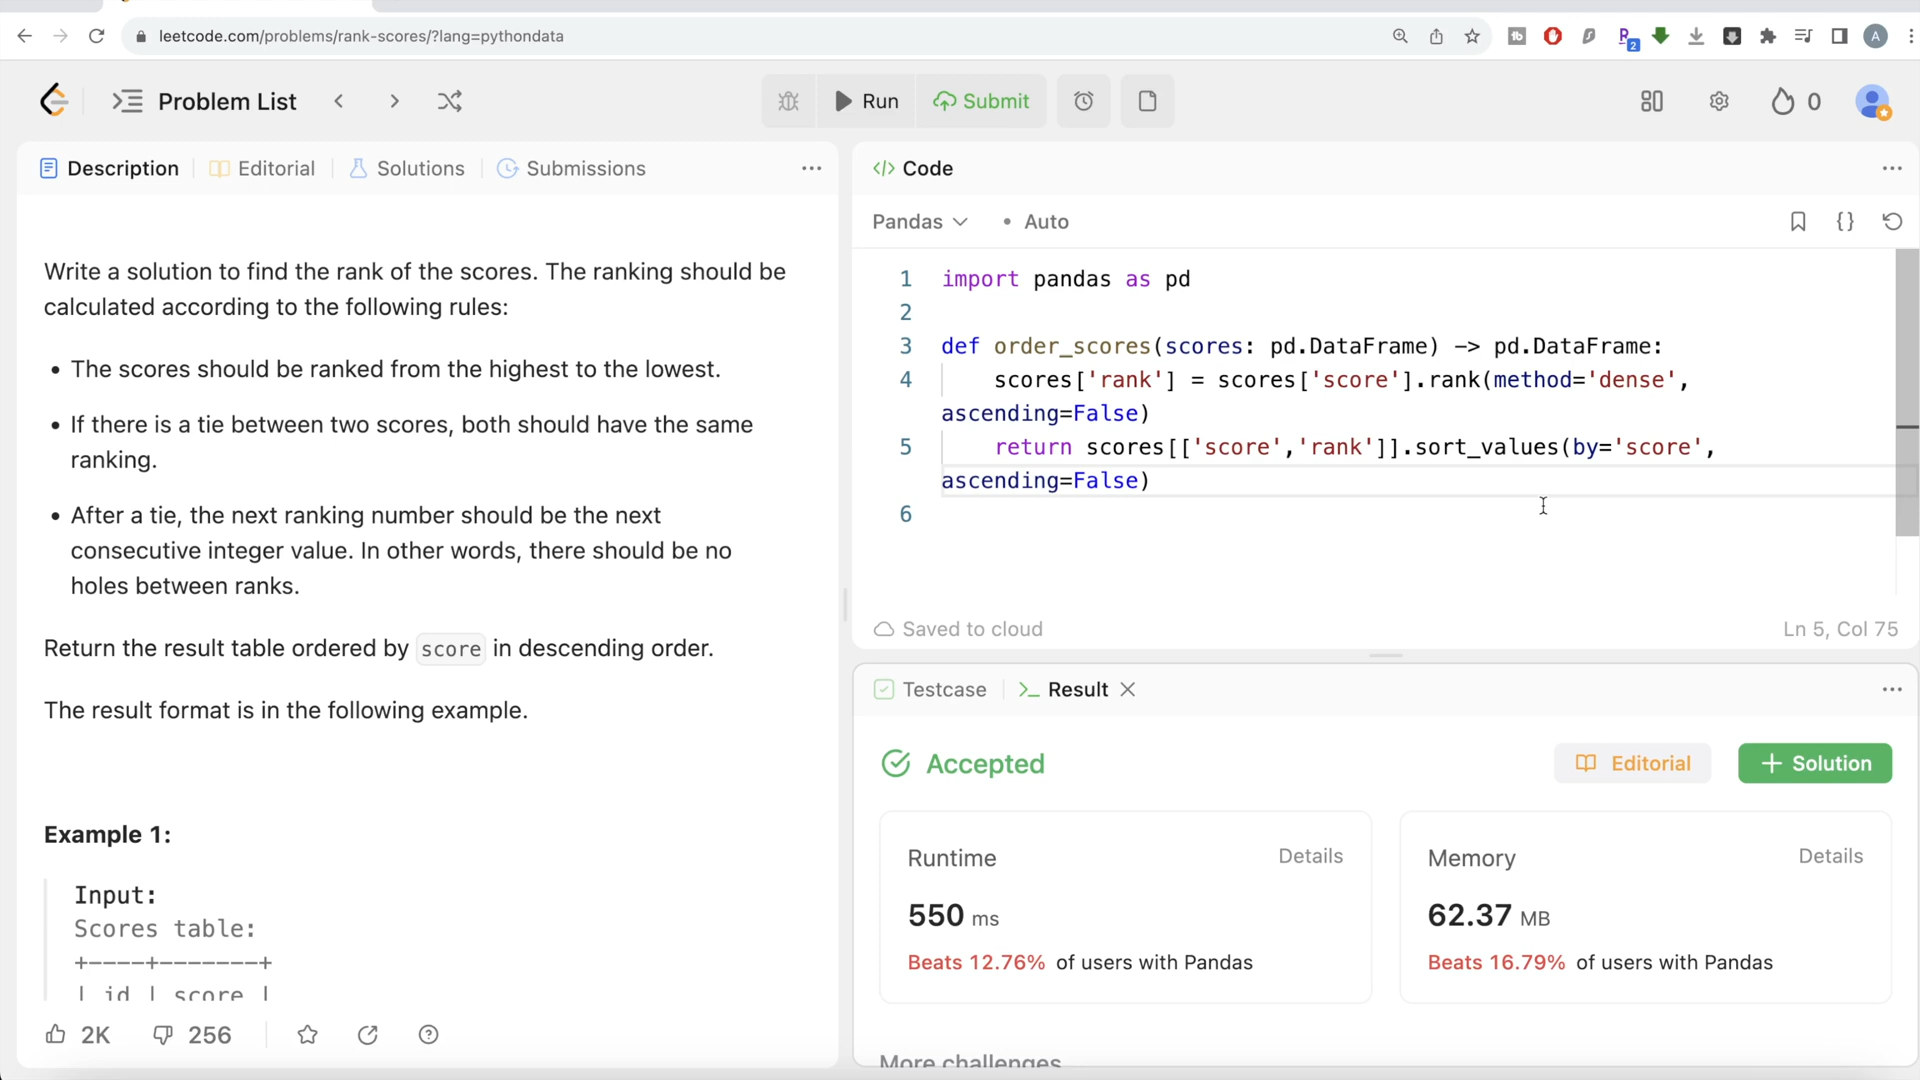 leetcode.com/problems/rank-scores/?lang=pythondata
2
A
Problem List
Run
Submit
0
Description
Editorial
Solutions
Submissions
Write a solution to find the rank of the scores. The ranking should be
calculated according to the following rules:
• The scores should be ranked from the highest to the lowest.
• If there is a tie between two scores, both should have the same
ranking.
• After a tie, the next ranking number should be the next
consecutive integer value. In other words, there should be no
holes between ranks.
Return the result table ordered by score in descending order.
The result format is in the following example.
Example 1:
Input:
Scores table:
+----+-------+
| id | score |
2K
256
</> Code
Pandas
• Auto
{}
1 import pandas as pd
2
3 def order_scores(scores: pd.DataFrame) -> pd.DataFrame:
4 scores['rank'] = scores['score'].rank(method='dense',
ascending=False)
5 return scores[['score','rank']].sort_values(by='score',
ascending=False)
6
Saved to cloud
Ln 5, Col 75
Testcase
>_ Result
Accepted
Editorial
+ Solution
Runtime
Details
550 ms
Beats 12.76% of users with Pandas
Memory
Details
62.37 MB
Beats 16.79% of users with Pandas
More challenges